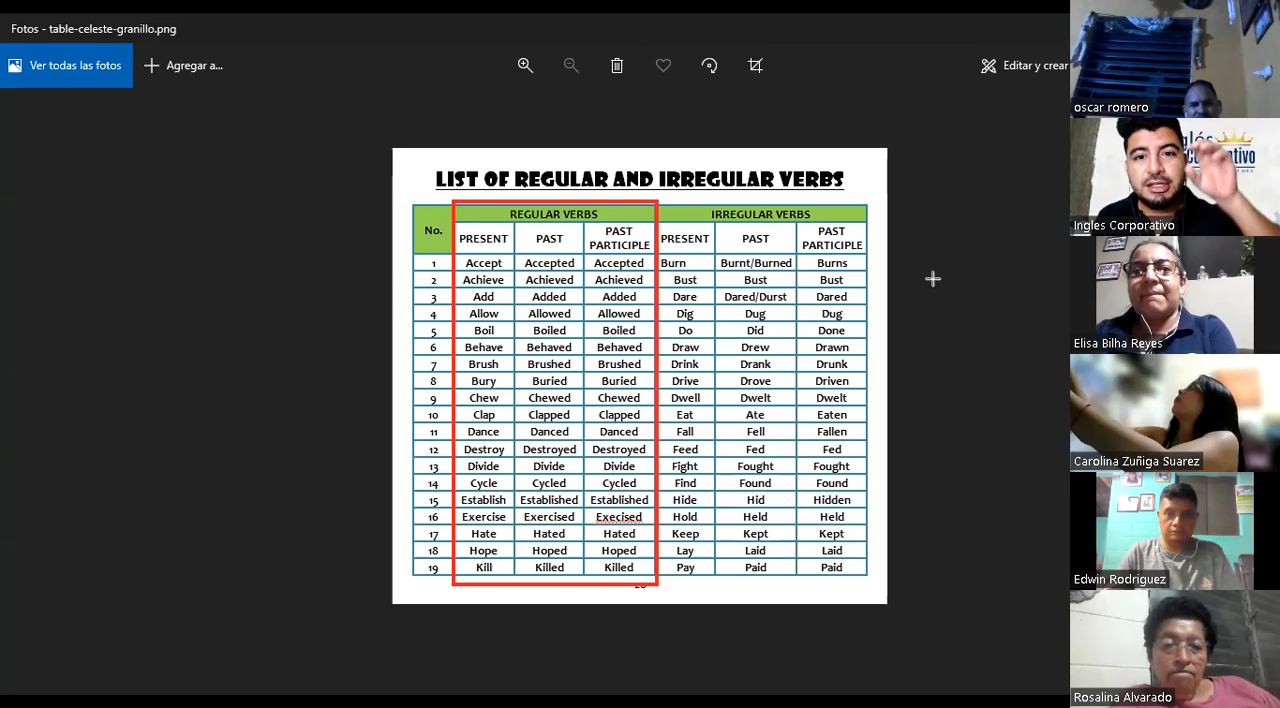 Fotos - table-celeste-granillo.png
Ver todas las fotos
Agregar a...
Editar y crear
LIST OF REGULAR AND IRREGULAR VERBS
No. REGULAR VERBS IRREGULAR VERBS
PRESENT PAST PAST PARTICIPLE PRESENT PAST PAST PARTICIPLE
1 Accept Accepted Accepted Burn Burnt/Burned Burns
2 Achieve Achieved Achieved Bust Bust Bust
3 Add Added Added Dare Dared/Durst Dared
4 Allow Allowed Allowed Dig Dug Dug
5 Boil Boiled Boiled Do Did Done
6 Behave Behaved Behaved Draw Drew Drawn
7 Brush Brushed Brushed Drink Drank Drunk
8 Bury Buried Buried Drive Drove Driven
9 Chew Chewed Chewed Dwell Dwelt Dwelt
10 Clap Clapped Clapped Eat Ate Eaten
11 Dance Danced Danced Fall Fell Fallen
12 Destroy Destroyed Destroyed Feed Fed Fed
13 Divide Divide Divide Fight Fought Fought
14 Cycle Cycled Cycled Find Found Found
15 Establish Established Established Hide Hid Hidden
16 Exercise Exercised Execised Hold Held Held
17 Hate Hated Hated Keep Kept Kept
18 Hope Hoped Hoped Lay Laid Laid
19 Kill Killed Killed Pay Paid Paid
oscar romero
Ingles Corporativo
Elisa Bilha Reyes
Carolina Zuñiga Suarez
Edwin Rodriguez
Rosalina Alvarado